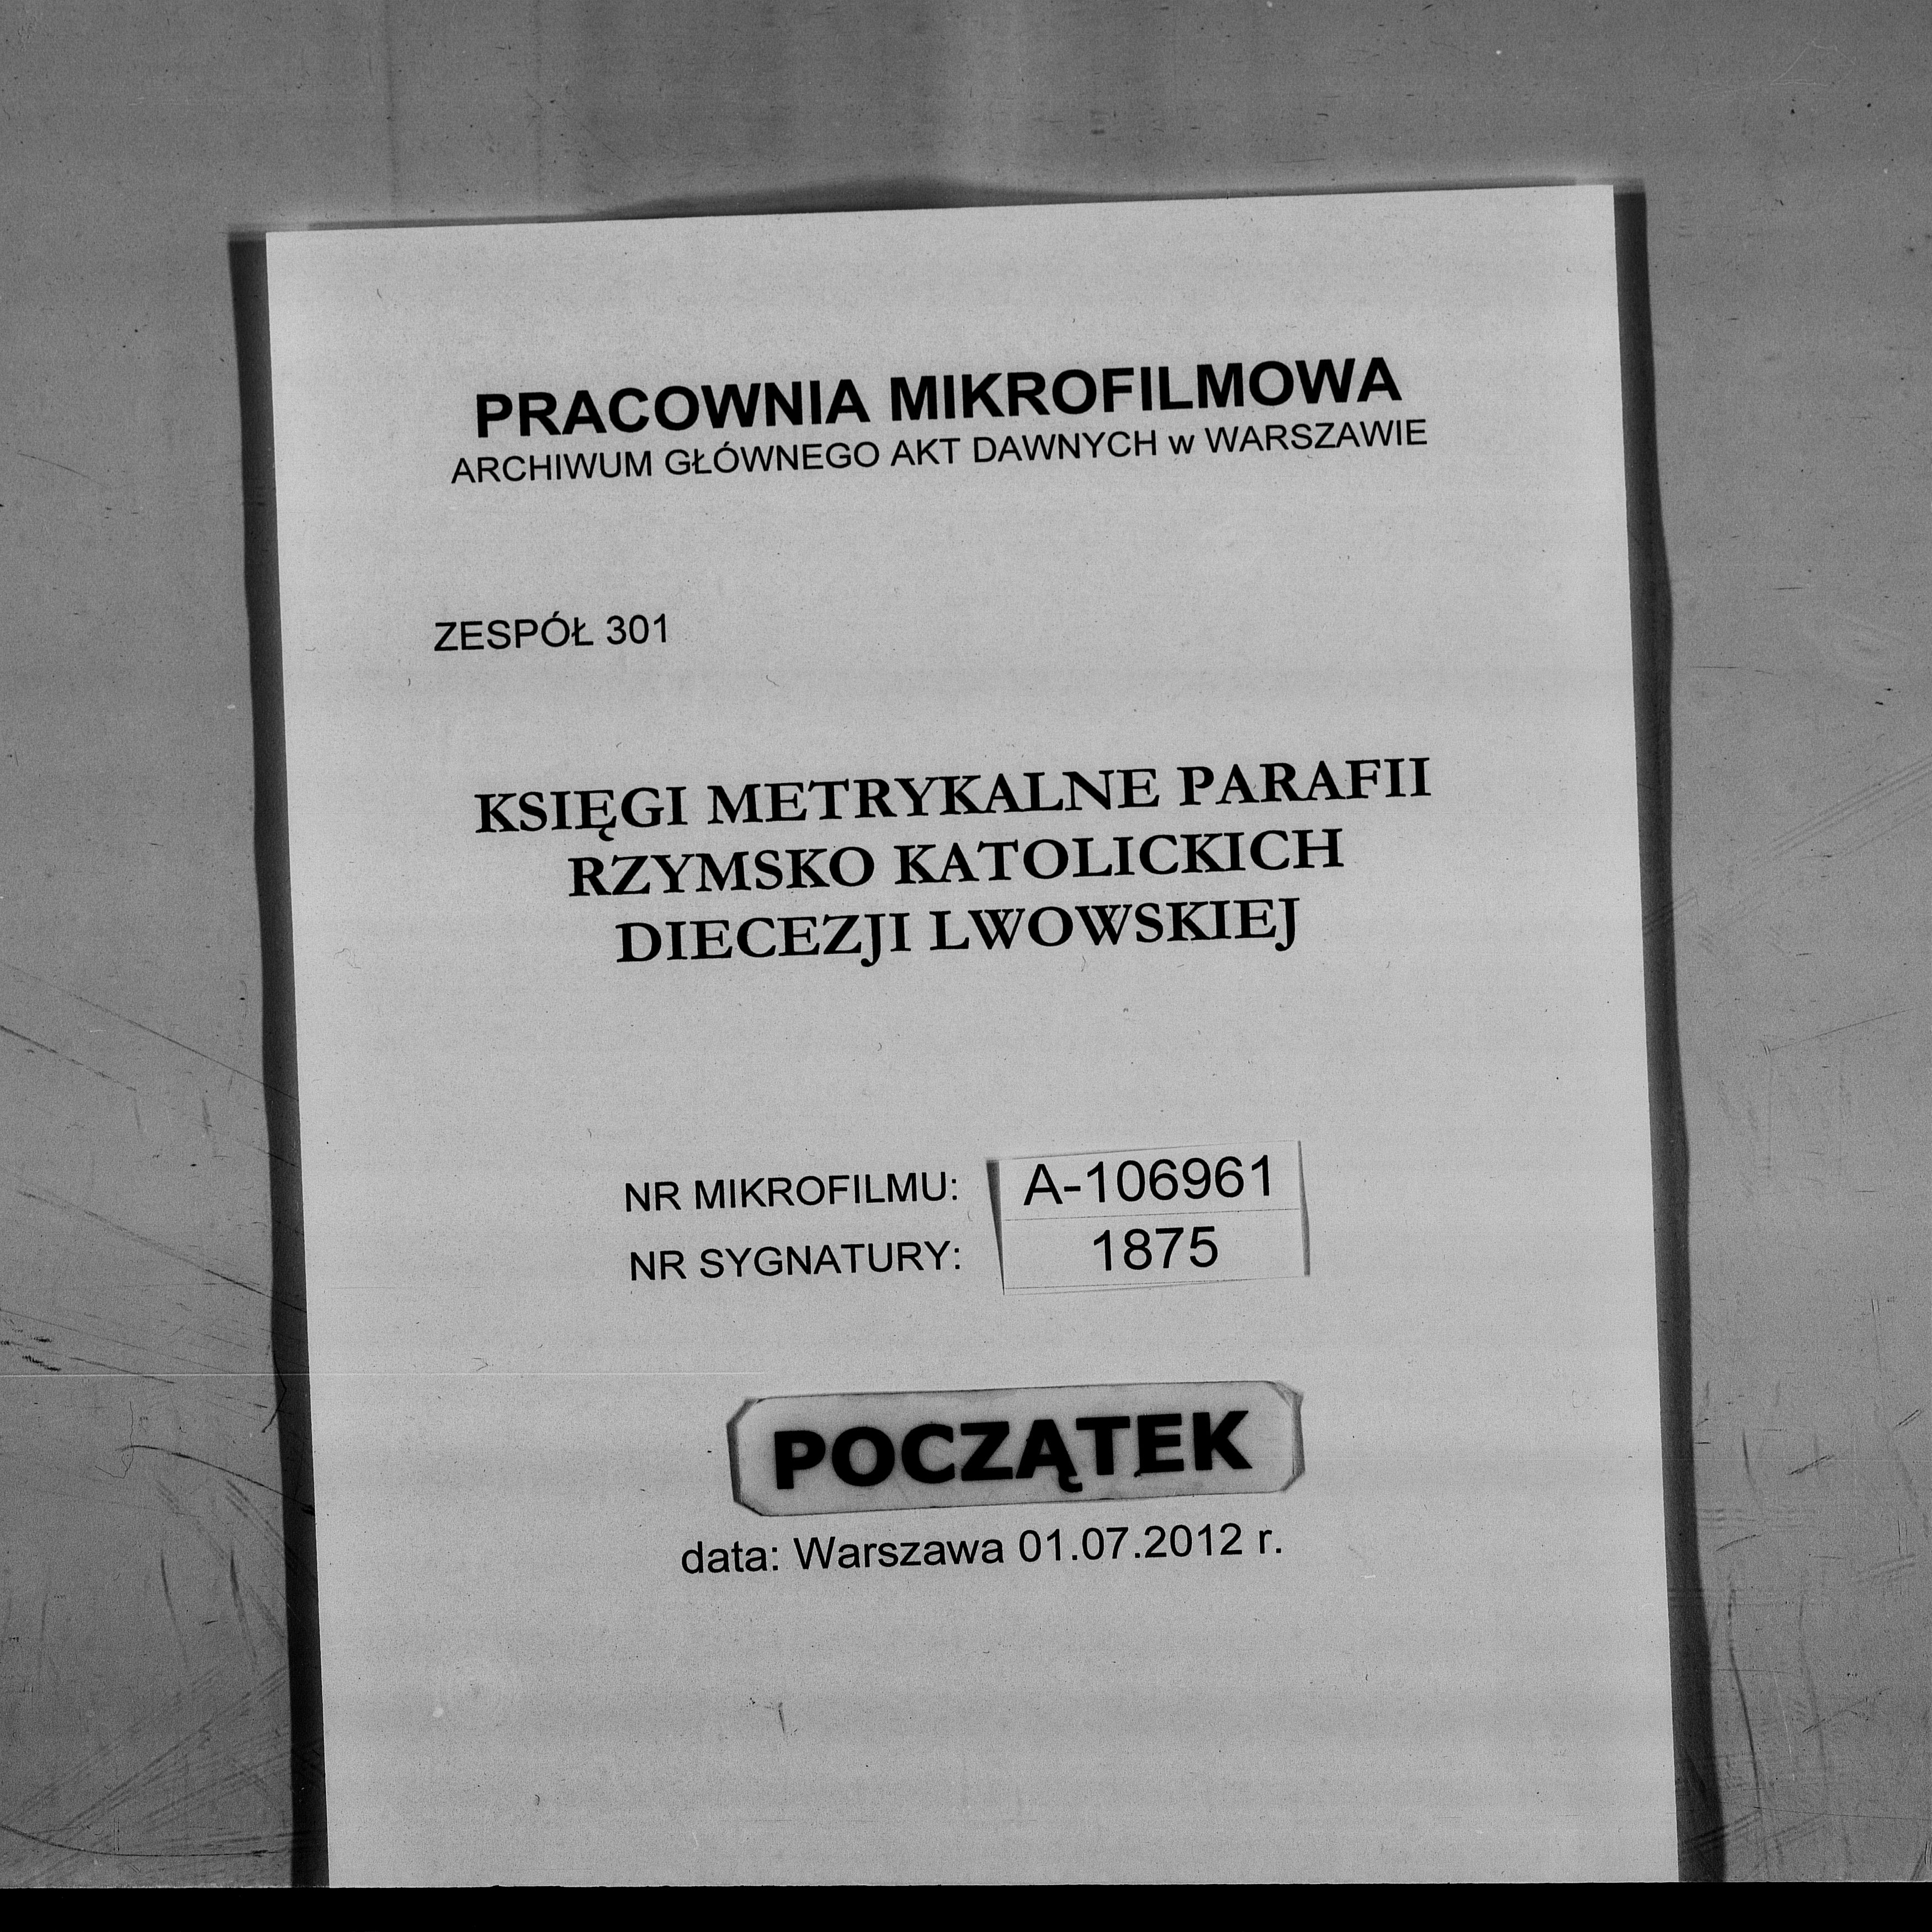 PRACOWNIA MIKROFILMOWA
ARCHIWUM GŁÓWNEGO AKT DAWNYCH w WARSZAWIE
ZESPÓŁ 301
KSIĘGI METRYKALNE PARAFII
RZYMSKO KATOLICKICH
DIECEZJI LWOWSKIEJ
NR MIKROFILMU: A-106961
NR SYGNATURY: 1875
POCZĄTEK
data: Warszawa 01.07.2012 r.